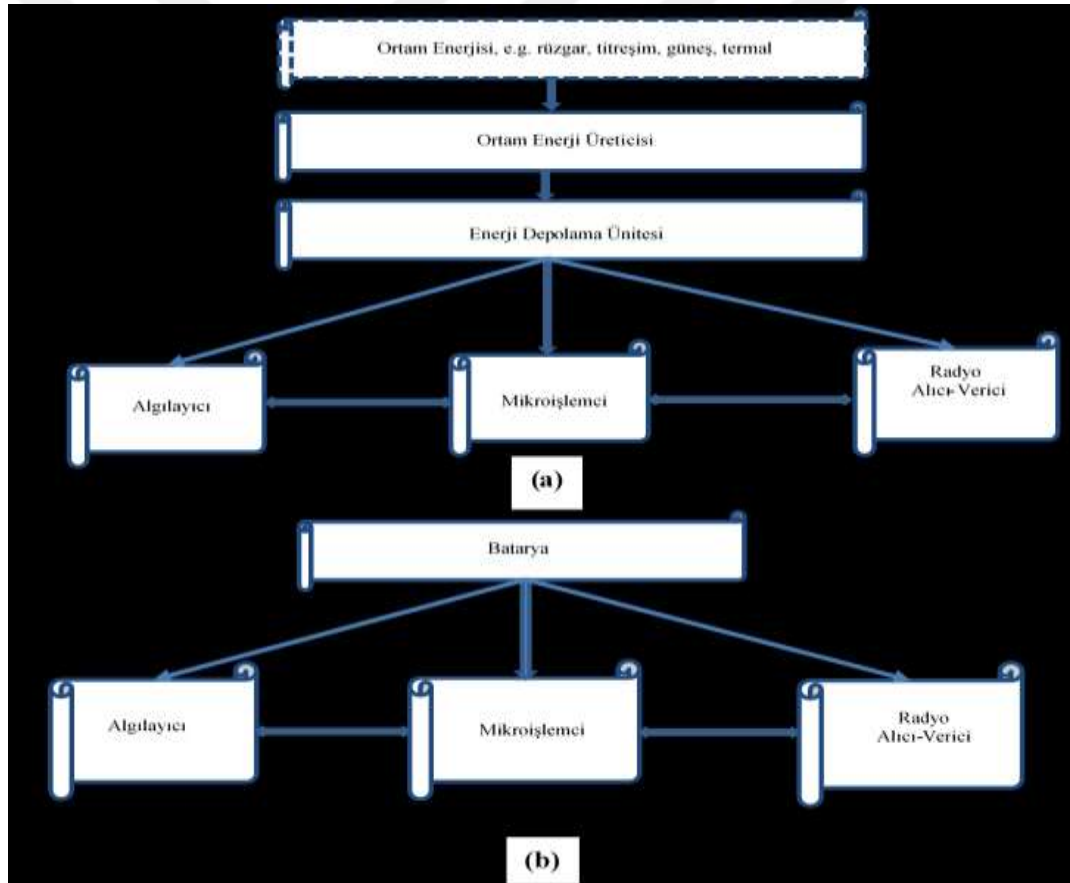 Ortam Enerjisi, e.g. rüzgar, titreşim, güneş, termal
Ortam Enerji Üreticisi
Enerji Depolama Ünitesi
Algılayıcı
Mikroişlemci
Radyo
Alıcı-Verici
(a)
Batarya
Algılayıcı
Mikroişlemci
Radyo
Alıcı-Verici
(b)